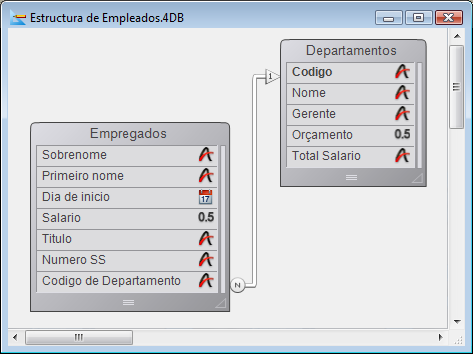 Estructura de Empleados.4DB
Departamentos
Codigo
Nome
Gerente
Orçamento 0.5
Total Salario
1
Empregados
Sobrenome
Primeiro nome
Dia de inicio 17
Salario 0.5
Titulo
Numero SS
Codigo de Departamento
N